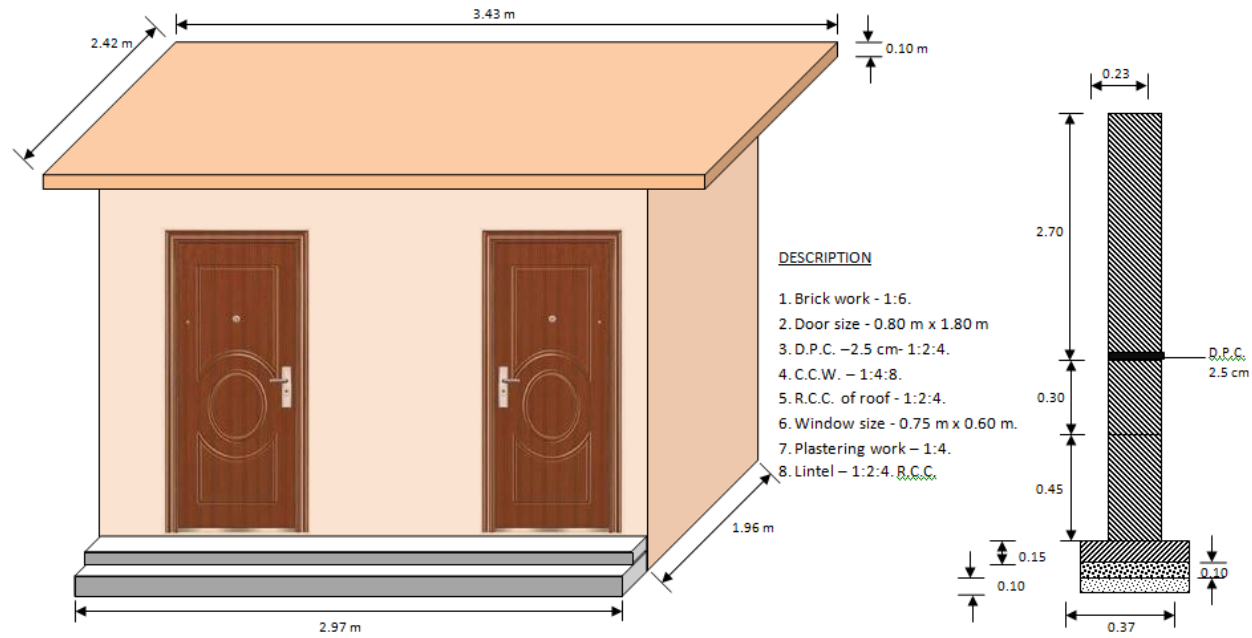 3.43 m
2.42 m
0.10 m
0.23
2.70
DESCRIPTION
1. Brick work - 1:6.
2. Door size - 0.80 m x 1.80 m
3. D.P.C. –2.5 cm- 1:2:4.
4. C.C.W. – 1:4:8.
5. R.C.C. of roof - 1:2:4.
6. Window size - 0.75 m x 0.60 m.
7. Plastering work – 1:4.
8. Lintel – 1:2:4. R.C.C.
D.P.C.
2.5 cm
0.30
0.45
1.96 m
0.15
0.10
0.10
2.97 m
0.37